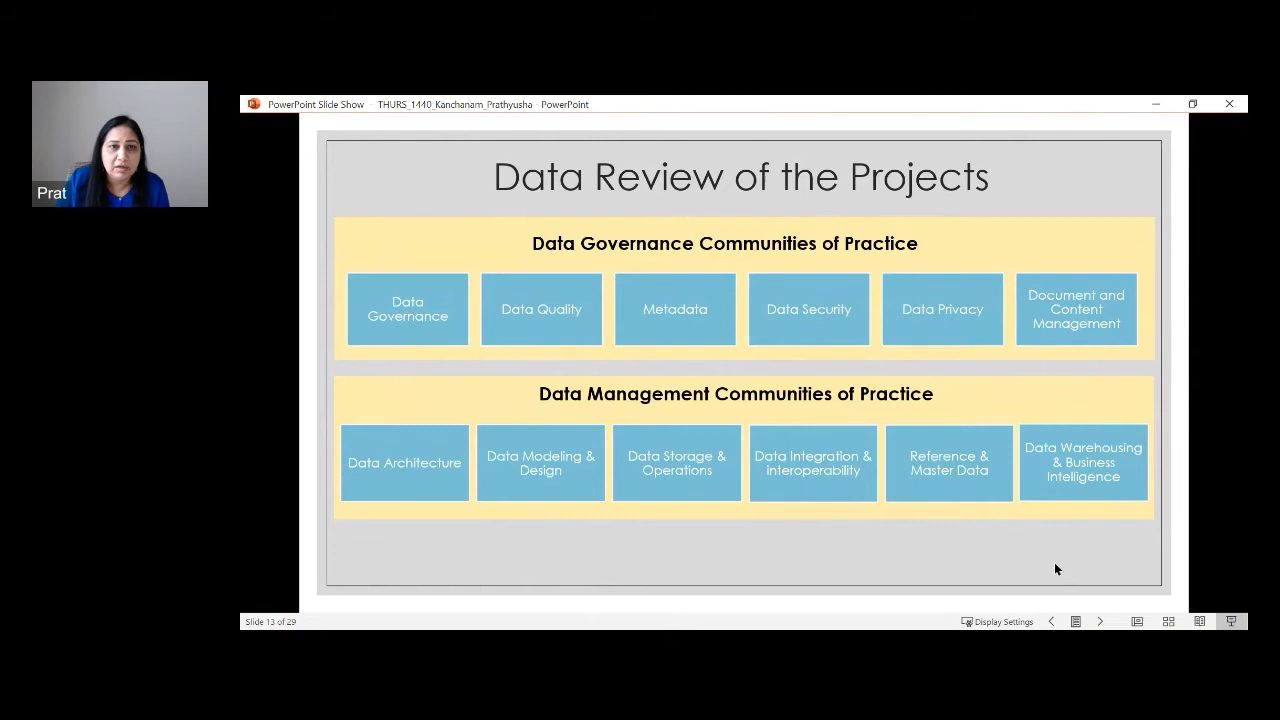 PowerPoint Slide Show - THURS_1440_Kanchanam_Prathyusha - PowerPoint
Prat
Data Review of the Projects
Data Governance Communities of Practice
Data
Governance
Data Quality
Metadata
Data Security
Data Privacy
Document and
Content
Management
Data Management Communities of Practice
Data Architecture
Data Modeling &
Design
Data Storage &
Operations
Data Integration &
interoperability
Reference &
Master Data
Data Warehousing
& Business
Intelligence
Slide 13 of 29
Display Settings